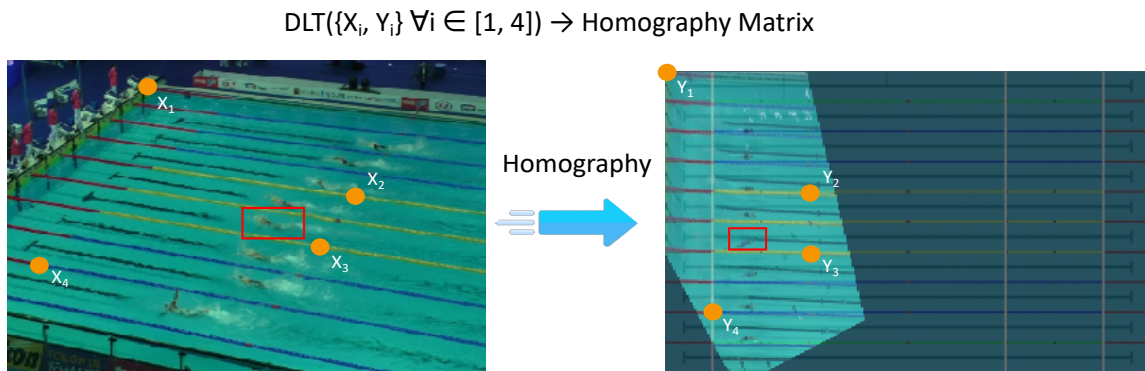 DLT({Xᵢ, Yᵢ} ∀i ∈ [1, 4]) → Homography Matrix
X₁
X₂
X₃
X₄
Homography
Y₁
Y₂
Y₃
Y₄